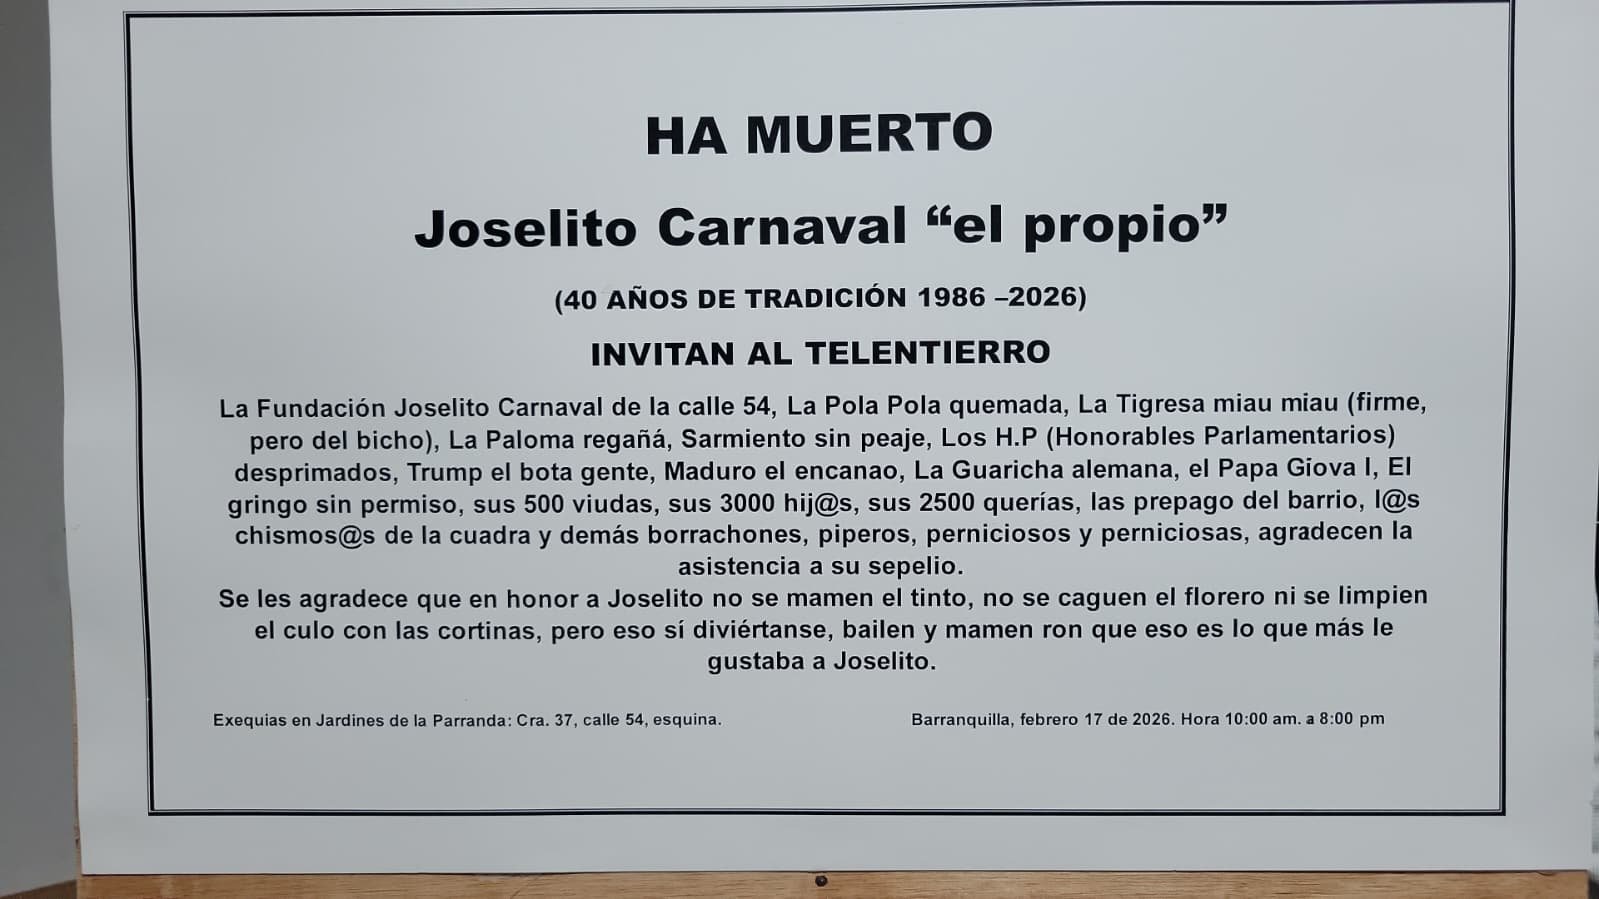 HA MUERTO
Joselito Carnaval “el propio”
(40 AÑOS DE TRADICIÓN 1986 –2026)
INVITAN AL TELENTIERRO
La Fundación Joselito Carnaval de la calle 54, La Pola Pola quemada, La Tigresa miau miau (firme,
pero del bicho), La Paloma regañá, Sarmiento sin peaje, Los H.P (Honorables Parlamentarios)
desprimados, Trump el bota gente, Maduro el encanao, La Guaricha alemana, el Papa Giova I, El
gringo sin permiso, sus 500 viudas, sus 3000 hij@s, sus 2500 querías, las prepago del barrio, l@s
chismos@s de la cuadra y demás borrachones, piperos, perniciosos y perniciosas, agradecen la
asistencia a su sepelio.
Se les agradece que en honor a Joselito no se mamen el tinto, no se caguen el florero ni se limpien
el culo con las cortinas, pero eso sí diviértanse, bailen y mamen ron que eso es lo que más le
gustaba a Joselito.
Exequias en Jardines de la Parranda: Cra. 37, calle 54, esquina.
Barranquilla, febrero 17 de 2026. Hora 10:00 am. a 8:00 pm